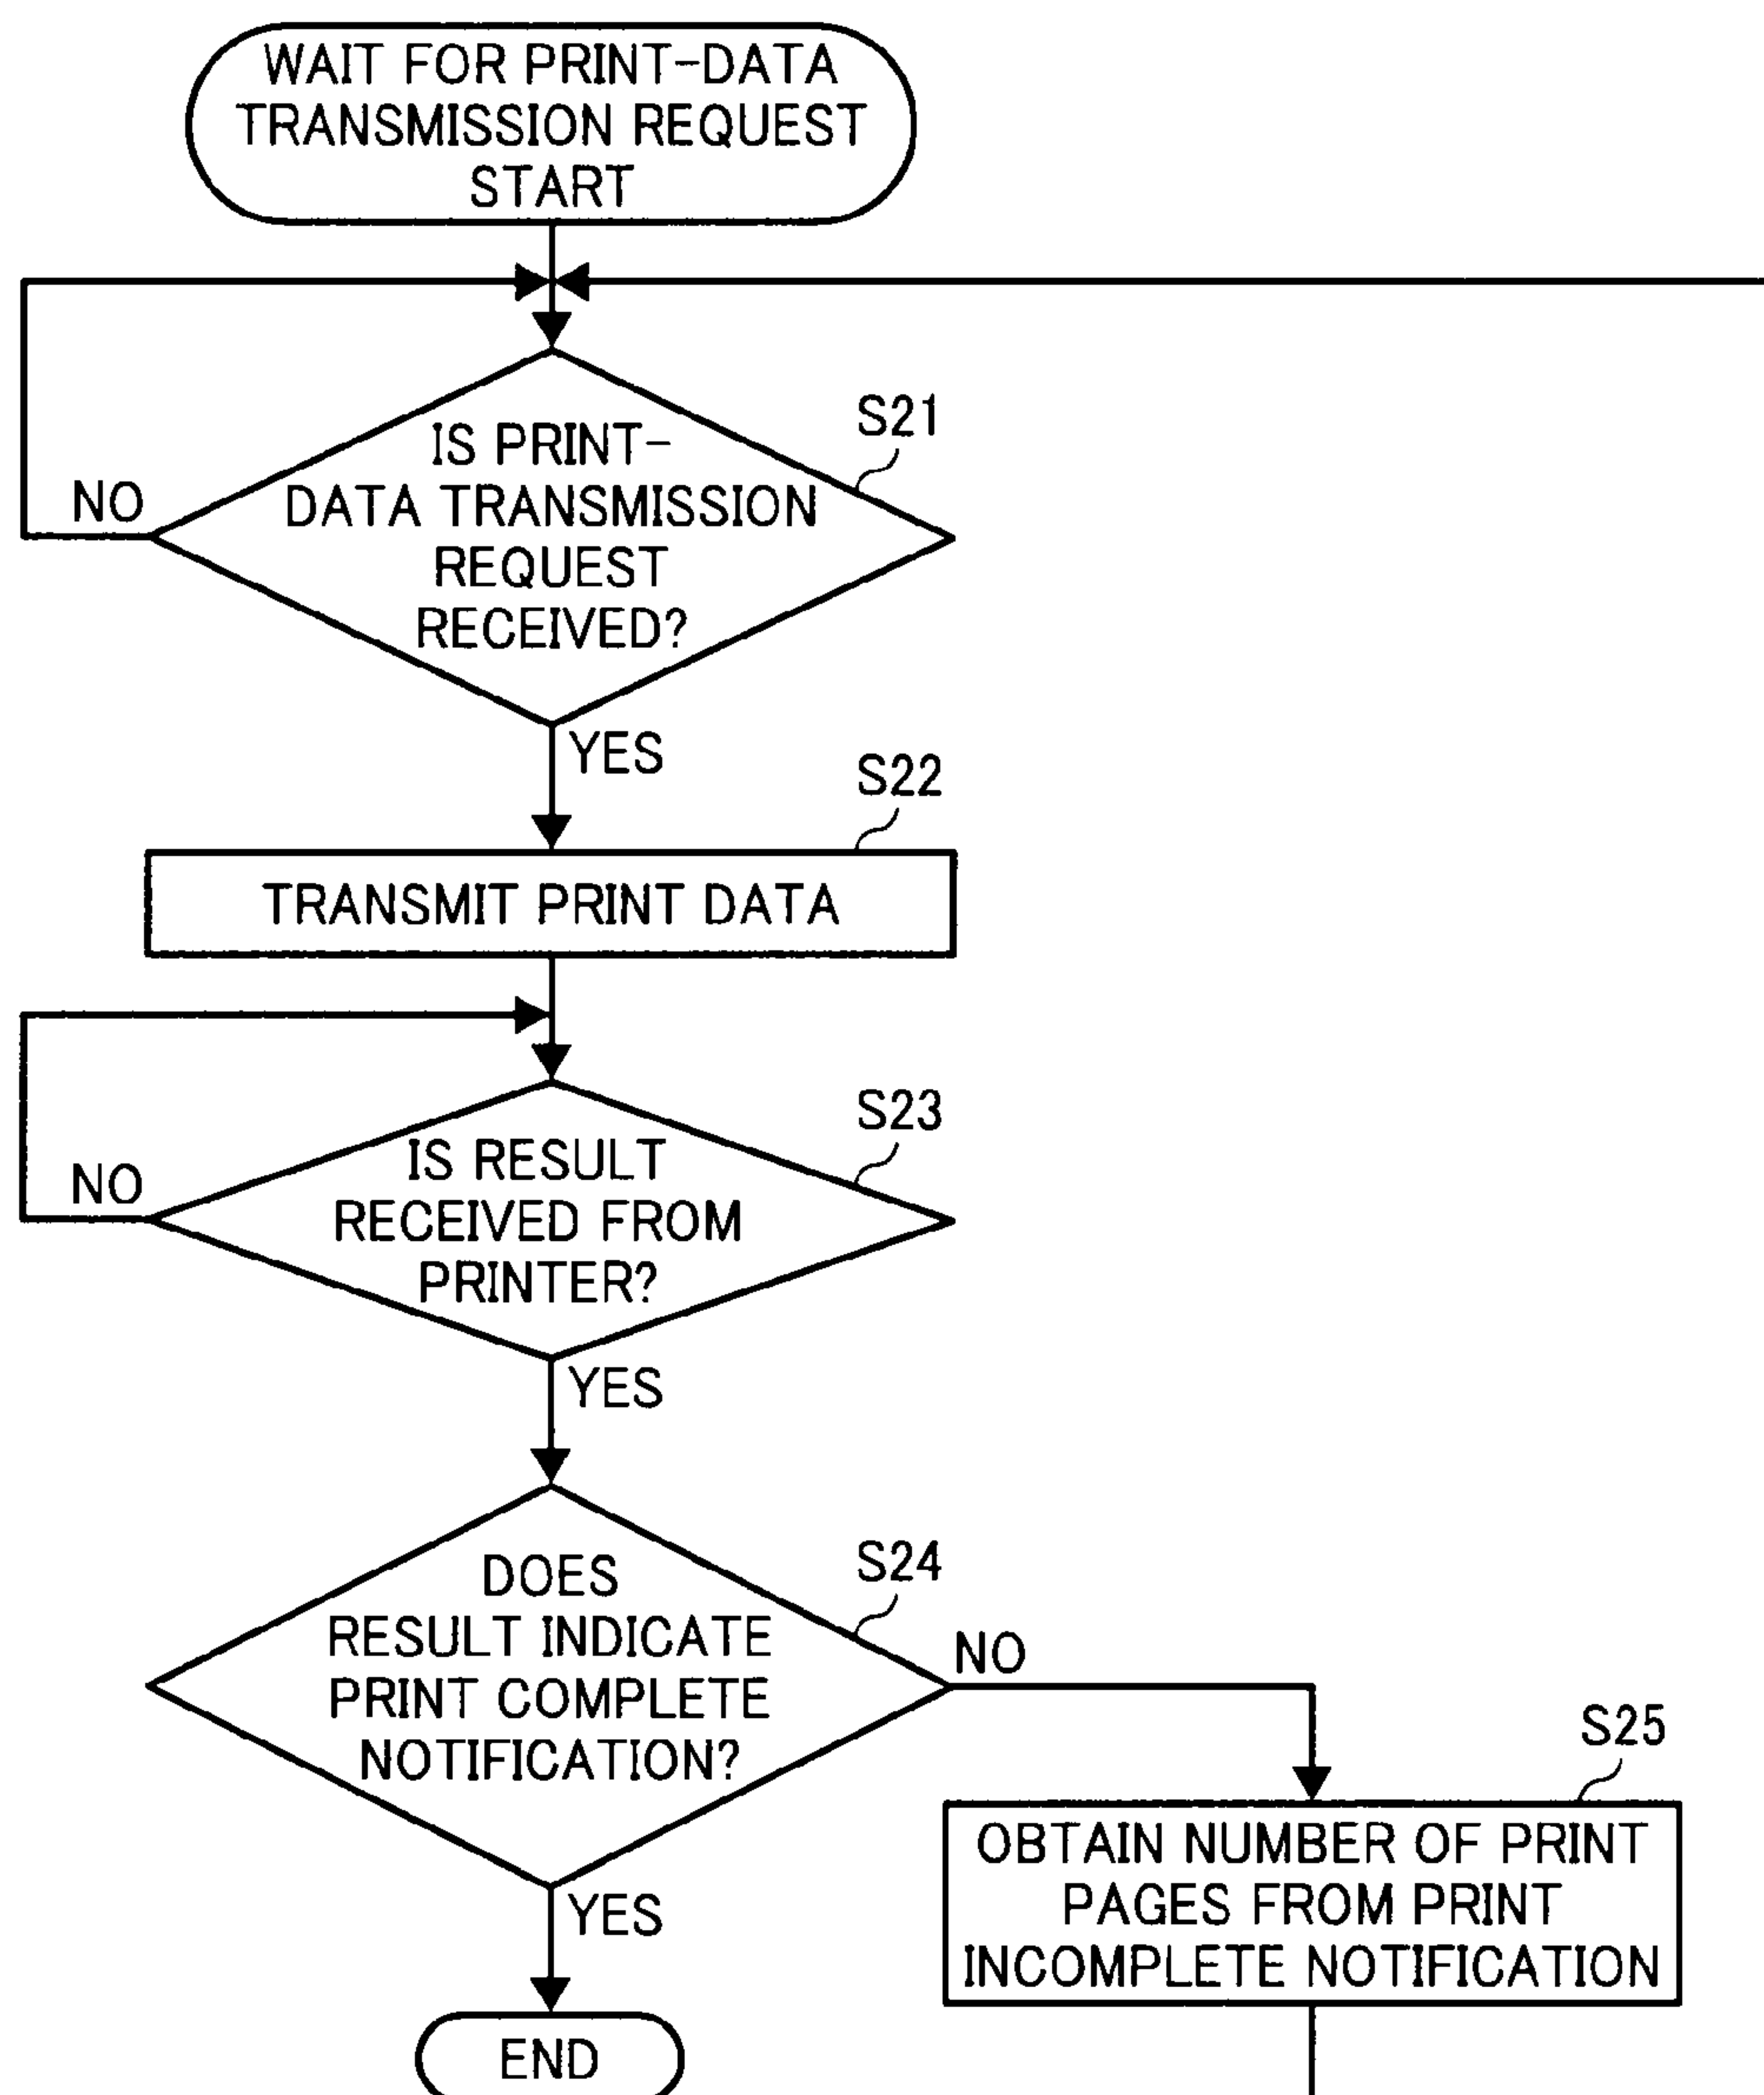 WAIT FOR PRINT-DATA
TRANSMISSION REQUEST
START
S21
IS PRINT-
DATA TRANSMISSION
REQUEST
RECEIVED?
NO
YES
S22
TRANSMIT PRINT DATA
S23
IS RESULT
RECEIVED FROM
PRINTER?
NO
YES
S24
DOES
RESULT INDICATE
PRINT COMPLETE
NOTIFICATION?
NO
YES
S25
OBTAIN NUMBER OF PRINT
PAGES FROM PRINT
INCOMPLETE NOTIFICATION
END